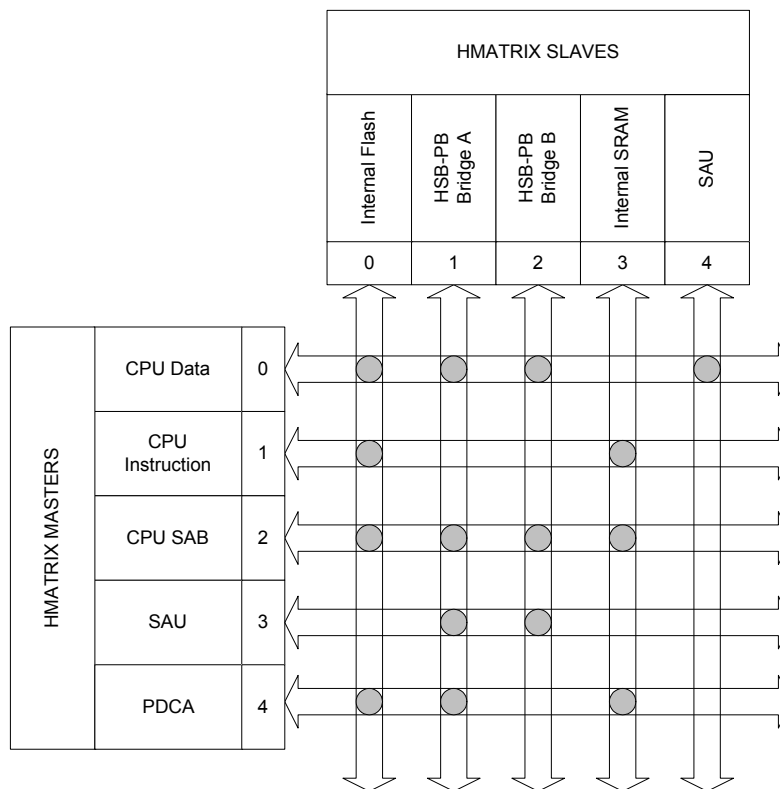 HMATRIX SLAVES
Internal Flash
HSB-PB
Bridge A
HSB-PB
Bridge B
Internal SRAM
SAU
0
1
2
3
4
HMATRIX MASTERS
CPU Data
0
CPU
Instruction
1
CPU SAB
2
SAU
3
PDCA
4